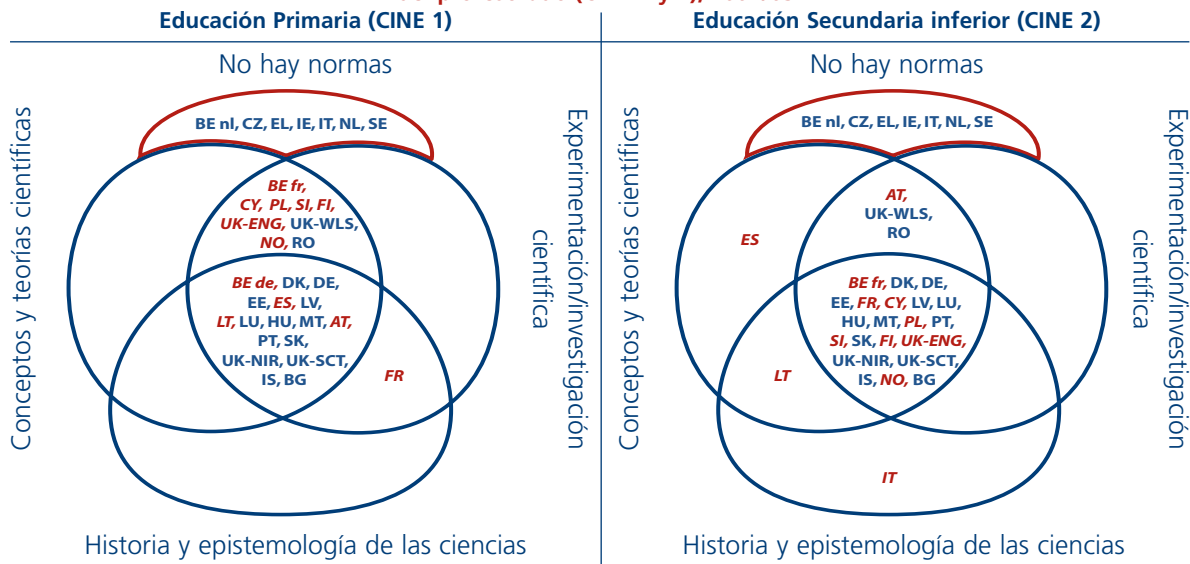 Educación Primaria (CINE 1)
No hay normas
BE nl, CZ, EL, IE, IT, NL, SE
Conceptos y teorías científicas
Experimentación/investigación
científica
BE fr,
CY, PL, SI, FI,
UK-ENG, UK-WLS,
NO, RO
BE de, DK, DE,
EE, ES, LV,
LT, LU, HU, MT, AT,
PT, SK,
UK-NIR, UK-SCT,
IS, BG
FR
Historia y epistemología de las ciencias
Educación Secundaria inferior (CINE 2)
No hay normas
BE nl, CZ, EL, IE, IT, NL, SE
Conceptos y teorías científicas
Experimentación/investigación
científica
AT,
UK-WLS,
RO
ES
BE fr, DK, DE,
EE, FR, CY, LV, LU,
HU, MT, PL, PT,
SI, SK, FI, UK-ENG,
UK-NIR, UK-SCT,
IS, NO, BG
LT
IT
Historia y epistemología de las ciencias